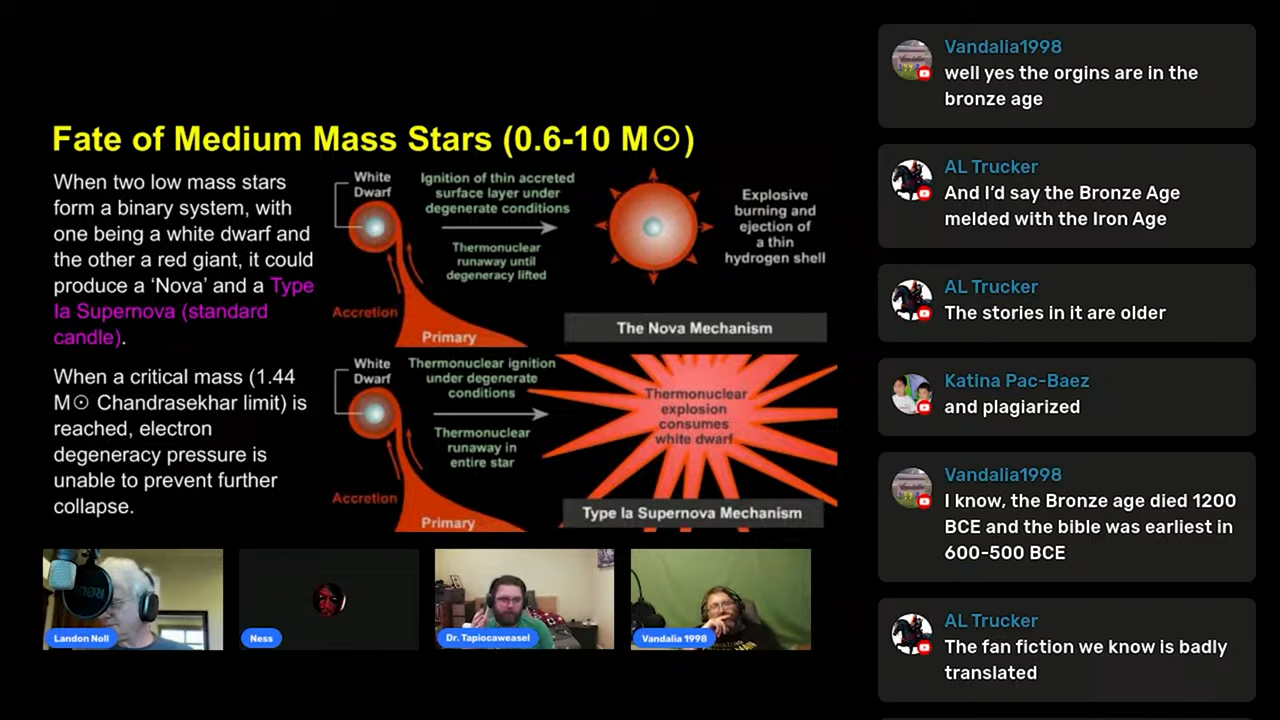 Fate of Medium Mass Stars (0.6-10 M☉)
When two low mass stars
form a binary system, with
one being a white dwarf and
the other a red giant, it could
produce a ‘Nova’ and a Type
Ia Supernova (standard
candle).
When a critical mass (1.44
M☉ Chandrasekhar limit) is
reached, electron
degeneracy pressure is
unable to prevent further
collapse.
White
Dwarf
Ignition of thin accreted
surface layer under
degenerate conditions
Thermonuclear
runaway until
degeneracy lifted
Explosive
burning and
ejection of
a thin
hydrogen shell
Accretion
Primary
The Nova Mechanism
White
Dwarf
Thermonuclear ignition
under degenerate
conditions
Thermonuclear
runaway in
entire star
Thermonuclear
explosion
consumes
white dwarf
Accretion
Primary
Type Ia Supernova Mechanism
Landon Noll
Ness
Dr. Tapiocaweasel
Vandalia 1998
Vandalia1998
well yes the orgins are in the
bronze age
AL Trucker
And I’d say the Bronze Age
melded with the Iron Age
AL Trucker
The stories in it are older
Katina Pac-Baez
and plagiarized
Vandalia1998
I know, the Bronze age died 1200
BCE and the bible was earliest in
600-500 BCE
AL Trucker
The fan fiction we know is badly
translated